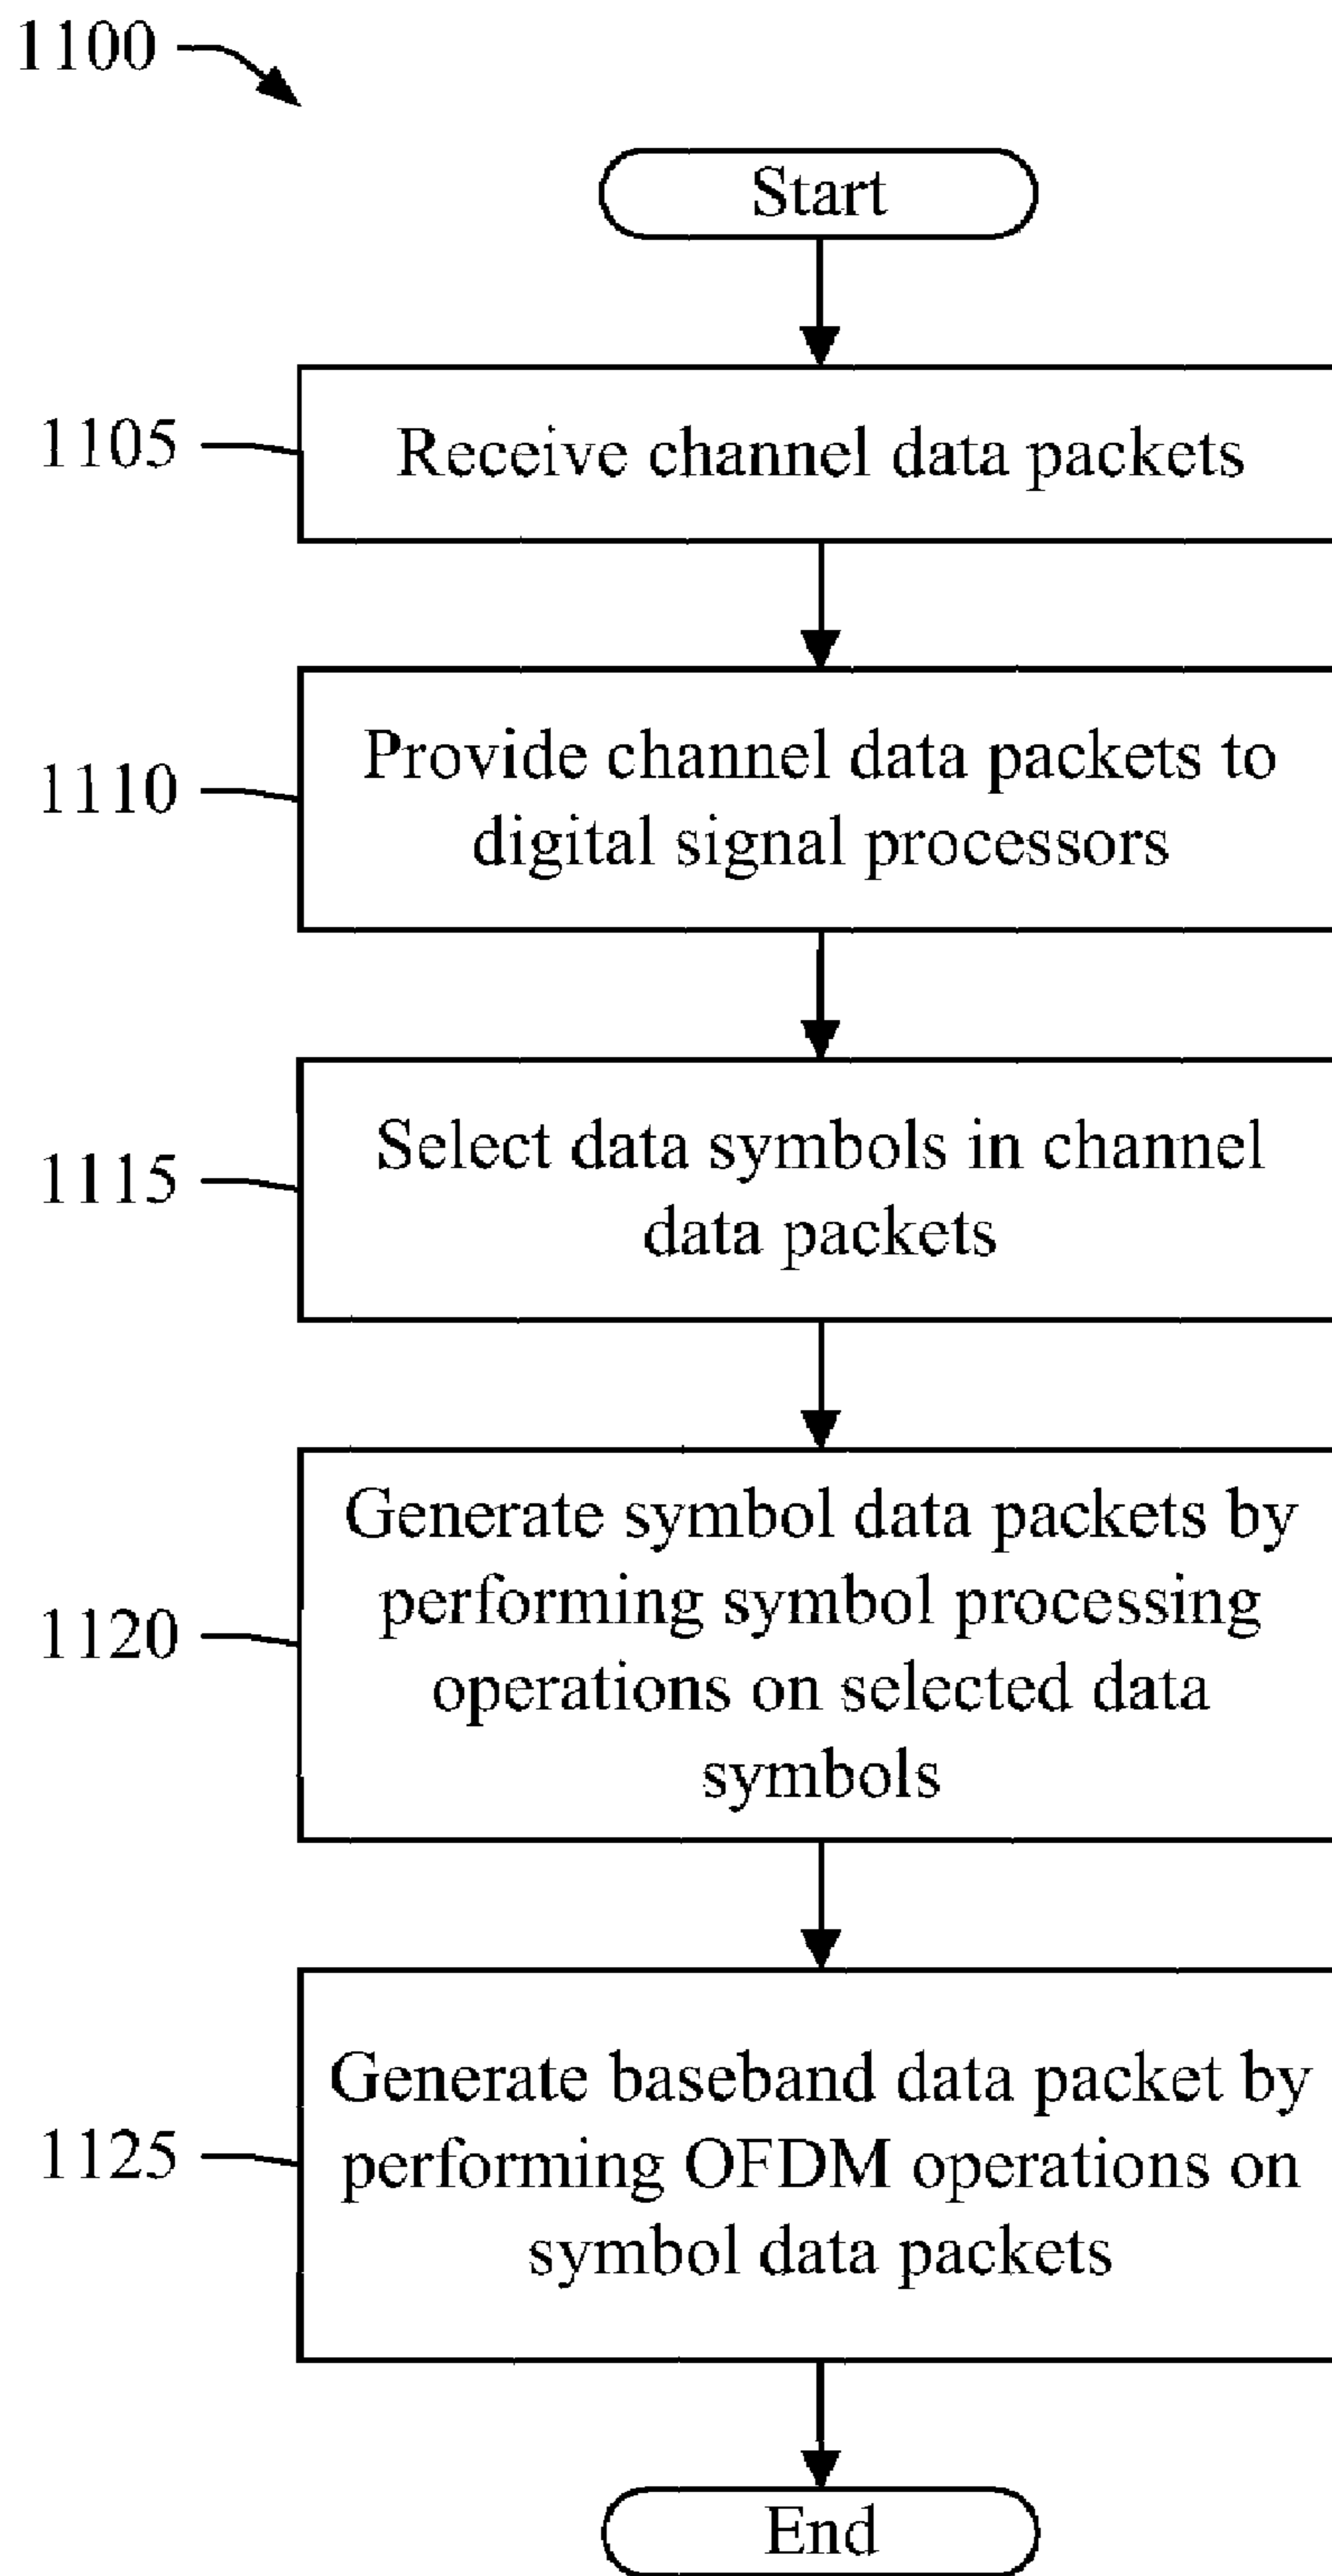 1100
Start
1105
Receive channel data packets
1110
Provide channel data packets to
digital signal processors
1115
Select data symbols in channel
data packets
1120
Generate symbol data packets by
performing symbol processing
operations on selected data
symbols
1125
Generate baseband data packet by
performing OFDM operations on
symbol data packets
End